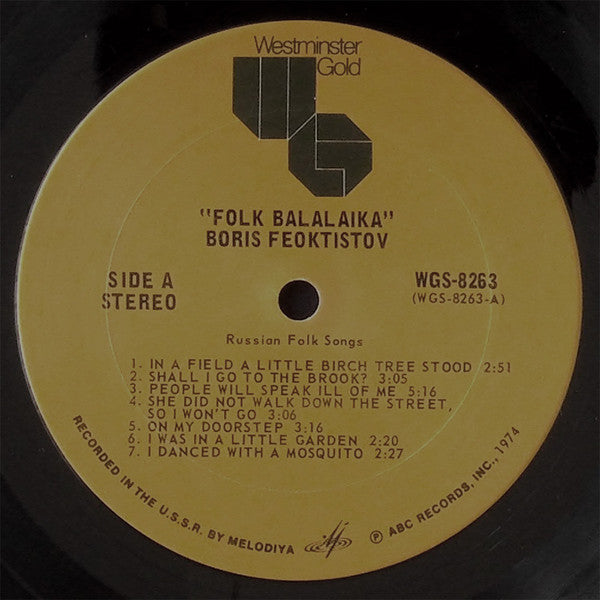 Westminster
Gold
"FOLK BALALAIKA"
BORIS FEOKTISTOV
SIDE A
STEREO
WGS-8263
(WGS-8263-A)
Russian Folk Songs
1. IN A FIELD A LITTLE BIRCH TREE STOOD 2:51
2. SHALL I GO TO THE BROOK? 3:05
3. PEOPLE WILL SPEAK ILL OF ME 5:16
4. SHE DID NOT WALK DOWN THE STREET,
SO I WON'T GO 3:06
5. ON MY DOORSTEP 3:16
6. I WAS IN A LITTLE GARDEN 2:20
7. I DANCED WITH A MOSQUITO 2:27
RECORDED IN THE U.S.S.R. BY MELODIYA
Ⓟ ABC RECORDS, INC., 1974